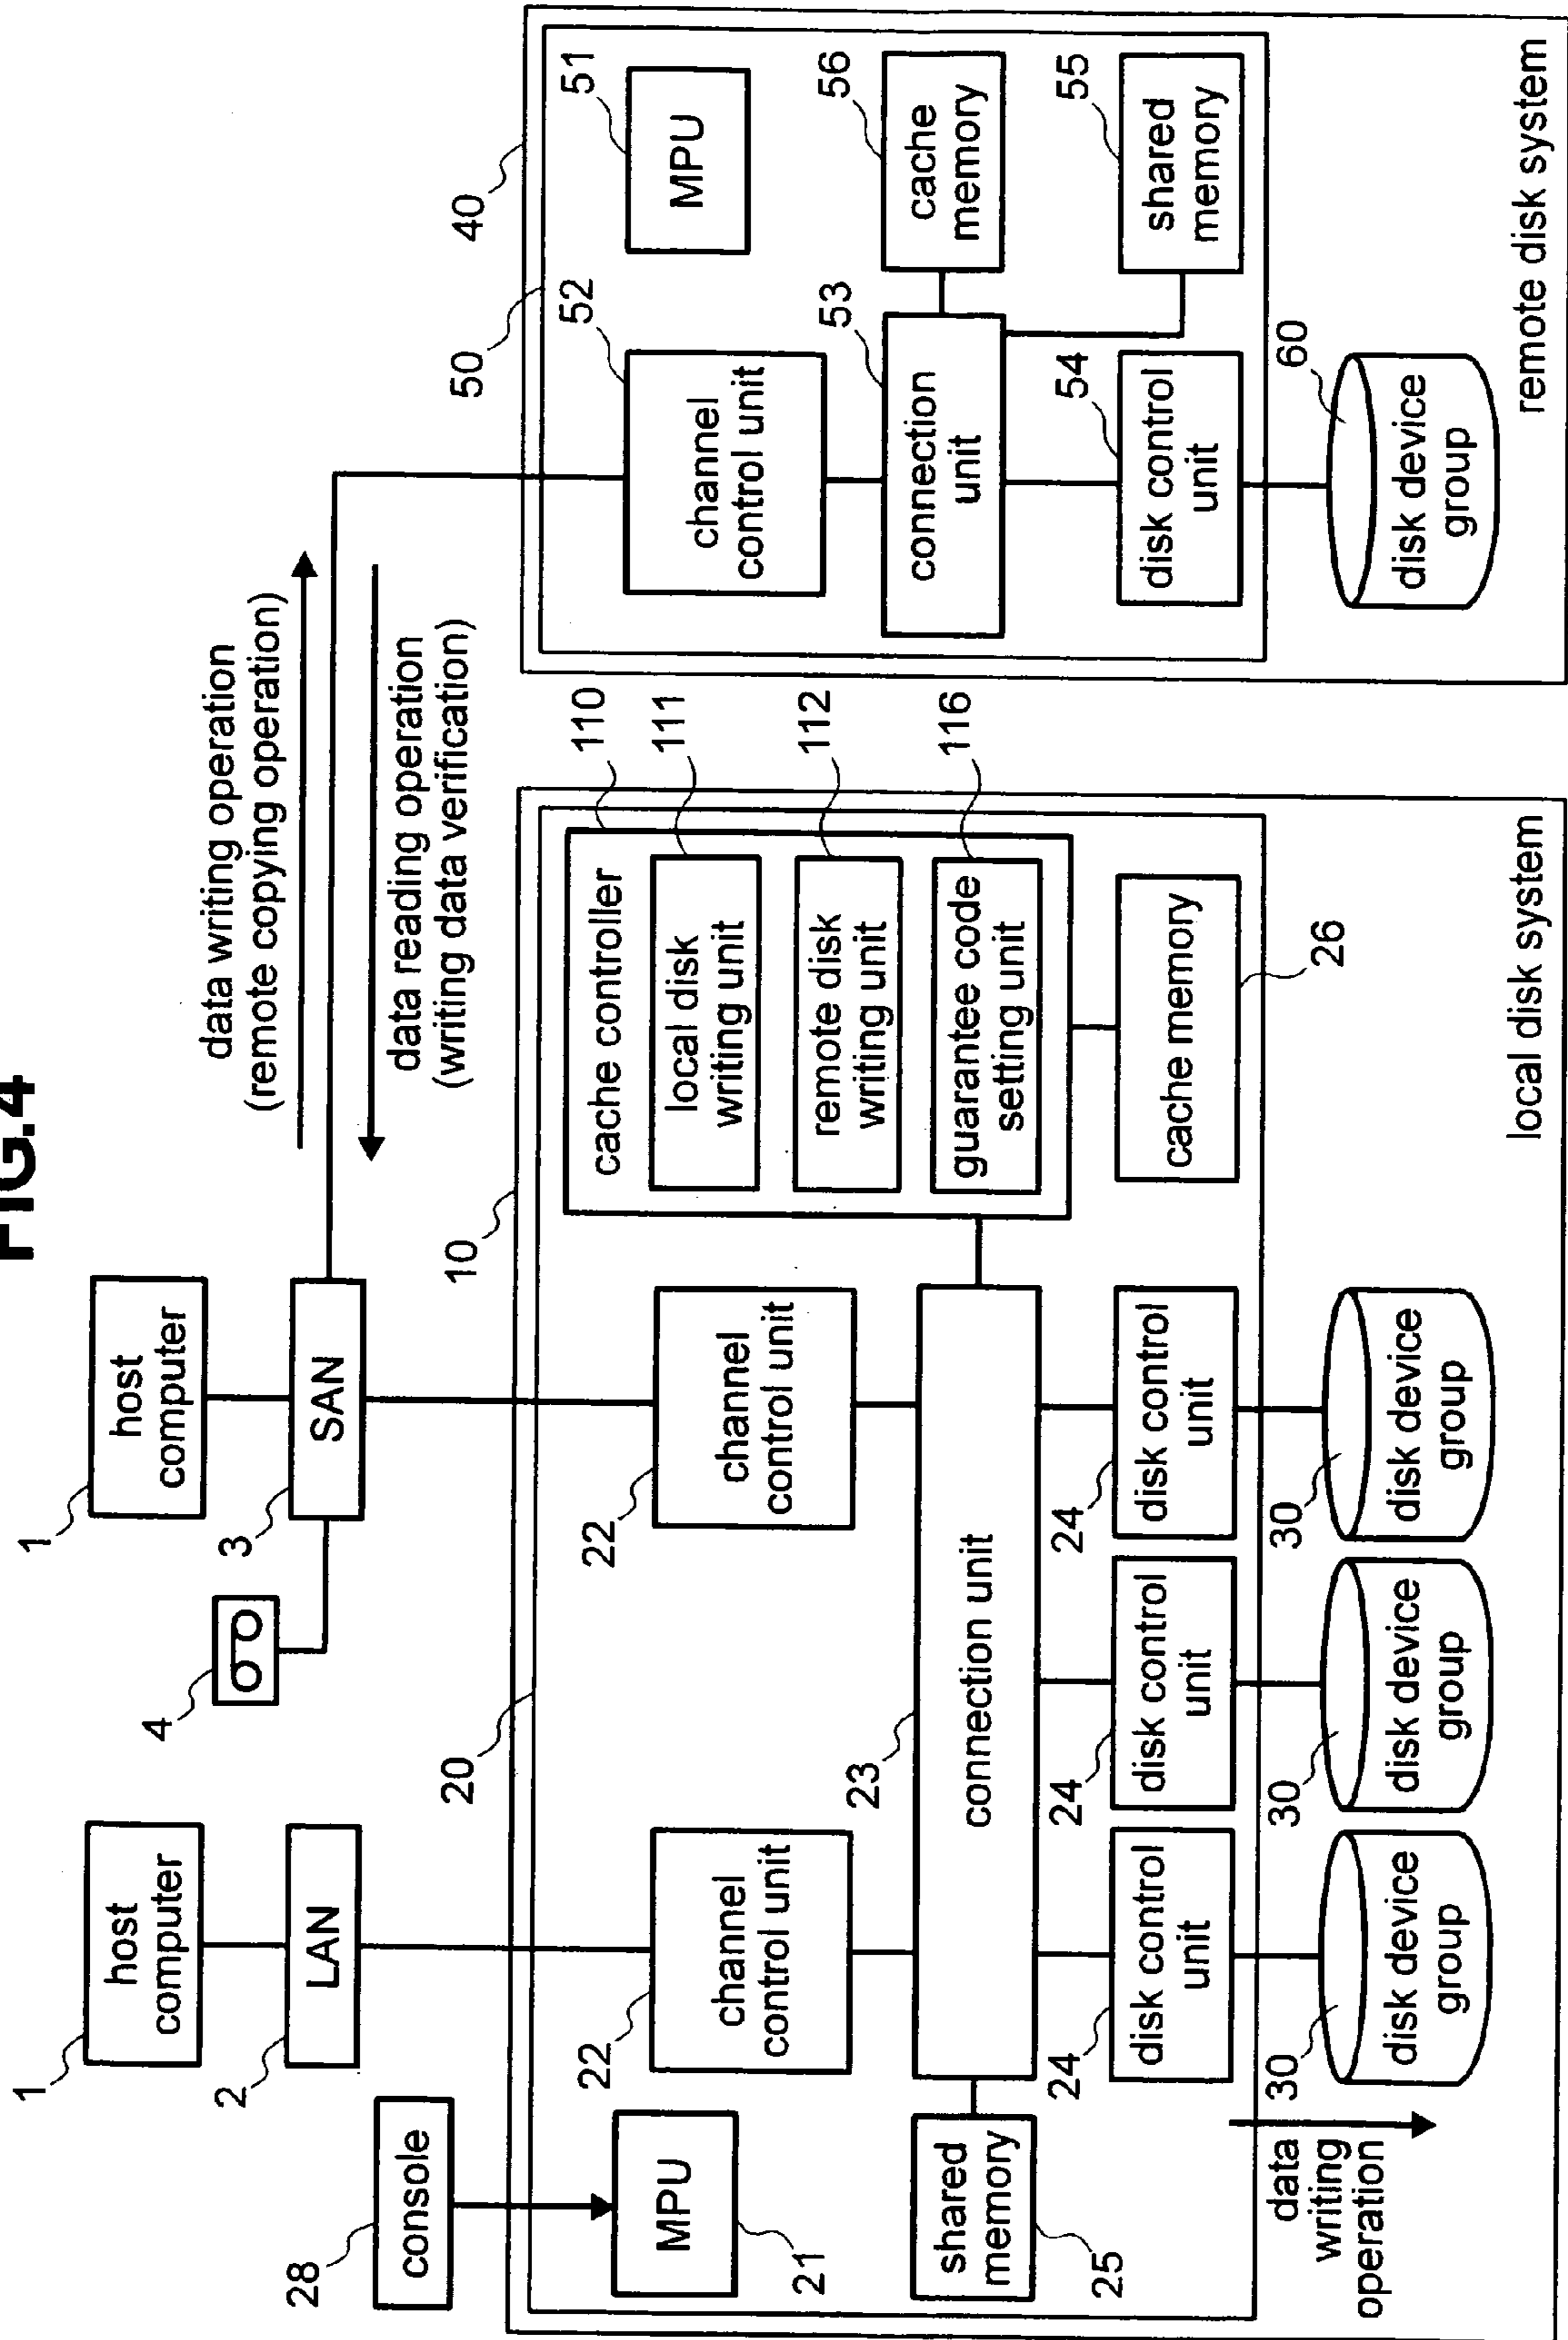 FIG.4
1
host
computer
2
LAN
28
console
4
3
SAN
1
host
computer
data writing operation
(remote copying operation)
data reading operation
(writing data verification)
20
10
MPU
21
22
channel
control unit
22
channel
control unit
cache controller
110
local disk
writing unit
111
remote disk
writing unit
112
guarantee code
setting unit
116
23
connection unit
shared
memory
25
cache memory
26
24
disk control
unit
24
disk control
unit
24
disk control
unit
data
writing
operation
30
disk device
group
30
disk device
group
30
disk device
group
local disk system
50
40
52
channel
control unit
51
MPU
53
connection
unit
56
cache
memory
54
disk control
unit
55
shared
memory
60
disk device
group
remote disk system